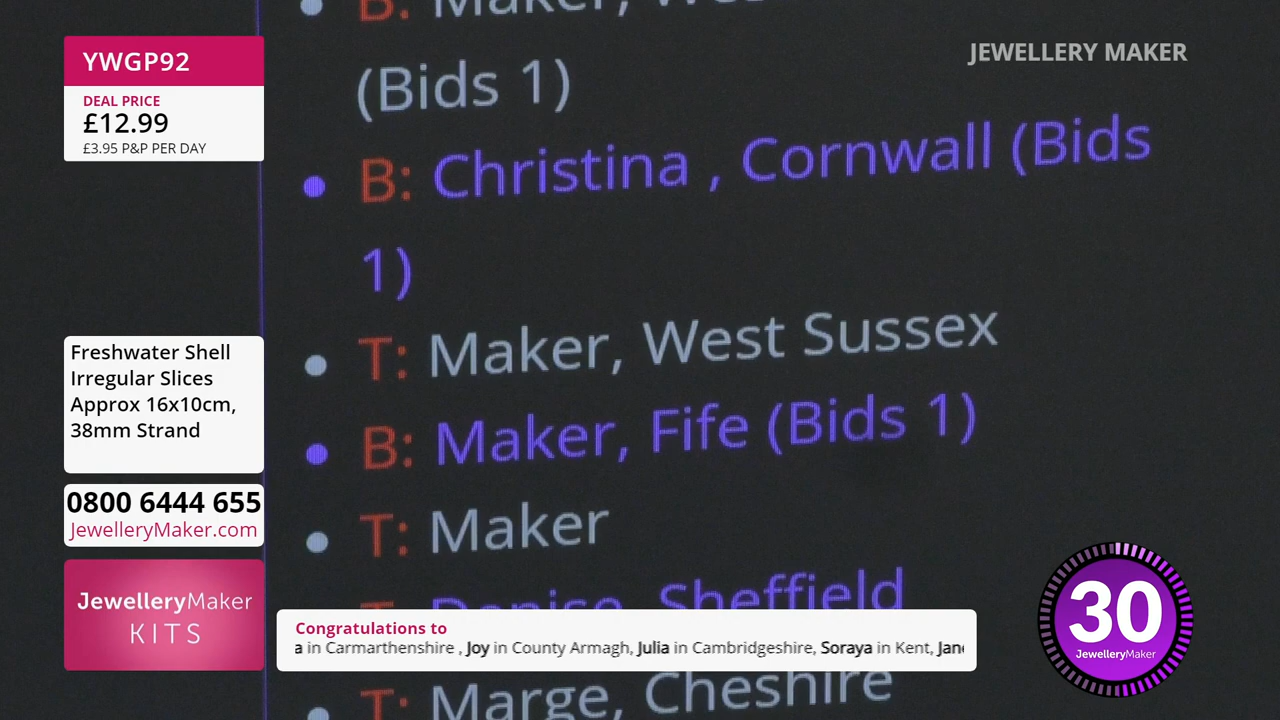 YWGP92
DEAL PRICE
£12.99
£3.95 P&P PER DAY
JEWELLERY MAKER
B: Maker,
(Bids 1)
B: Christina , Cornwall (Bids
1)
T: Maker, West Sussex
B: Maker, Fife (Bids 1)
T: Maker
T: Denise, Sheffield
T: Marge, Cheshire
Freshwater Shell
Irregular Slices
Approx 16x10cm,
38mm Strand
0800 6444 655
JewelleryMaker.com
JewelleryMaker
KITS
Congratulations to
a in Carmarthenshire , Joy in County Armagh, Julia in Cambridgeshire, Soraya in Kent,
30
JewelleryMaker